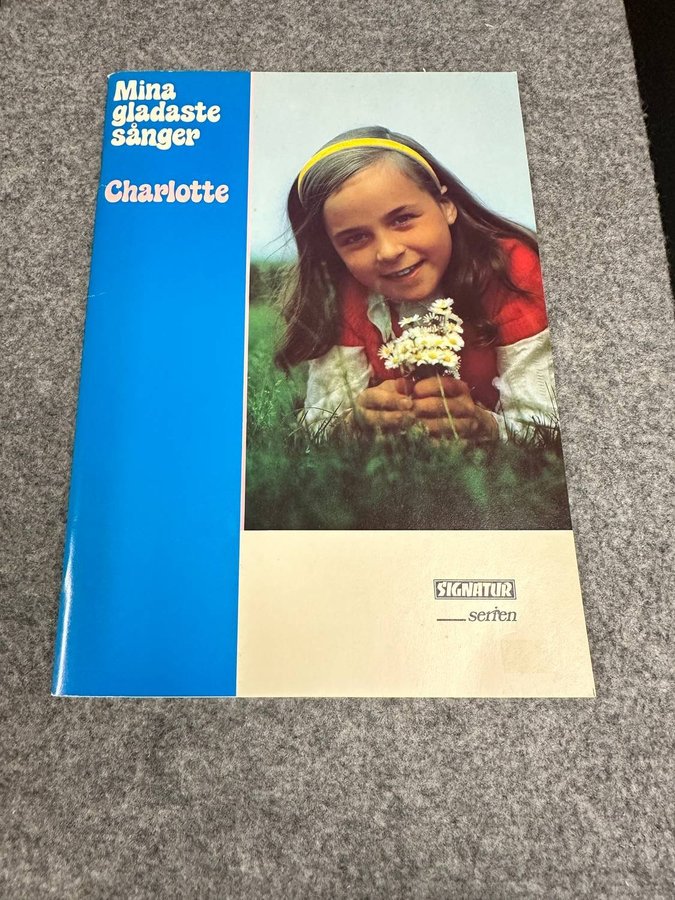 Mina
gladaste
sånger
Charlotte
SIGNATUR
serien